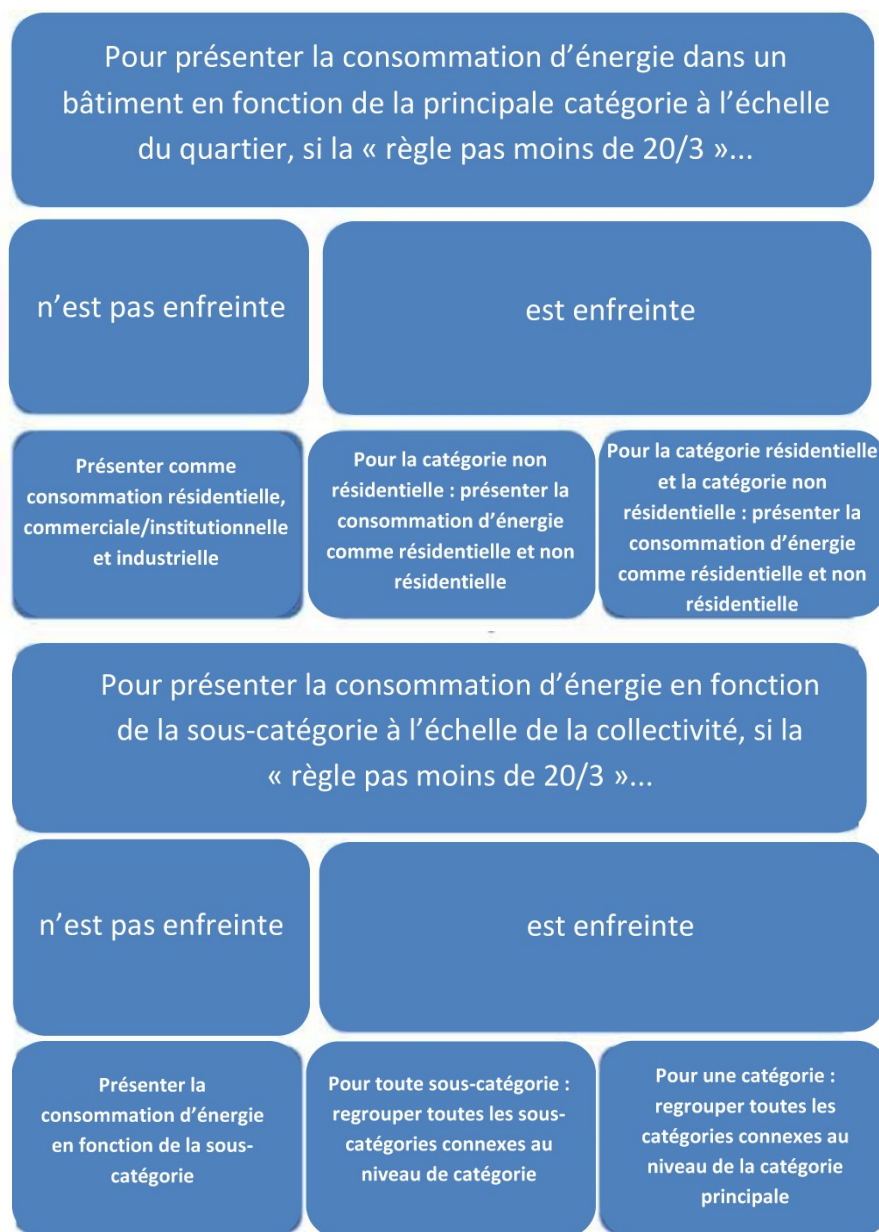 Pour présenter la consommation d’énergie dans un
bâtiment en fonction de la principale catégorie à l’échelle
du quartier, si la « règle pas moins de 20/3 »...
n’est pas enfreinte
est enfreinte
Présenter comme
consommation résidentielle,
commerciale/institutionnelle
et industrielle
Pour la catégorie non
résidentielle : présenter la
consommation d’énergie
comme résidentielle et non
résidentielle
Pour la catégorie résidentielle
et la catégorie non
résidentielle : présenter la
consommation d’énergie
comme résidentielle et non
résidentielle
Pour présenter la consommation d’énergie en fonction
de la sous-catégorie à l’échelle de la collectivité, si la
« règle pas moins de 20/3 »...
n’est pas enfreinte
est enfreinte
Présenter la
consommation d’énergie
en fonction de la sous-
catégorie
Pour toute sous-catégorie :
regrouper toutes les sous-
catégories connexes au
niveau de catégorie
Pour une catégorie :
regrouper toutes les
catégories connexes au
niveau de la catégorie
principale